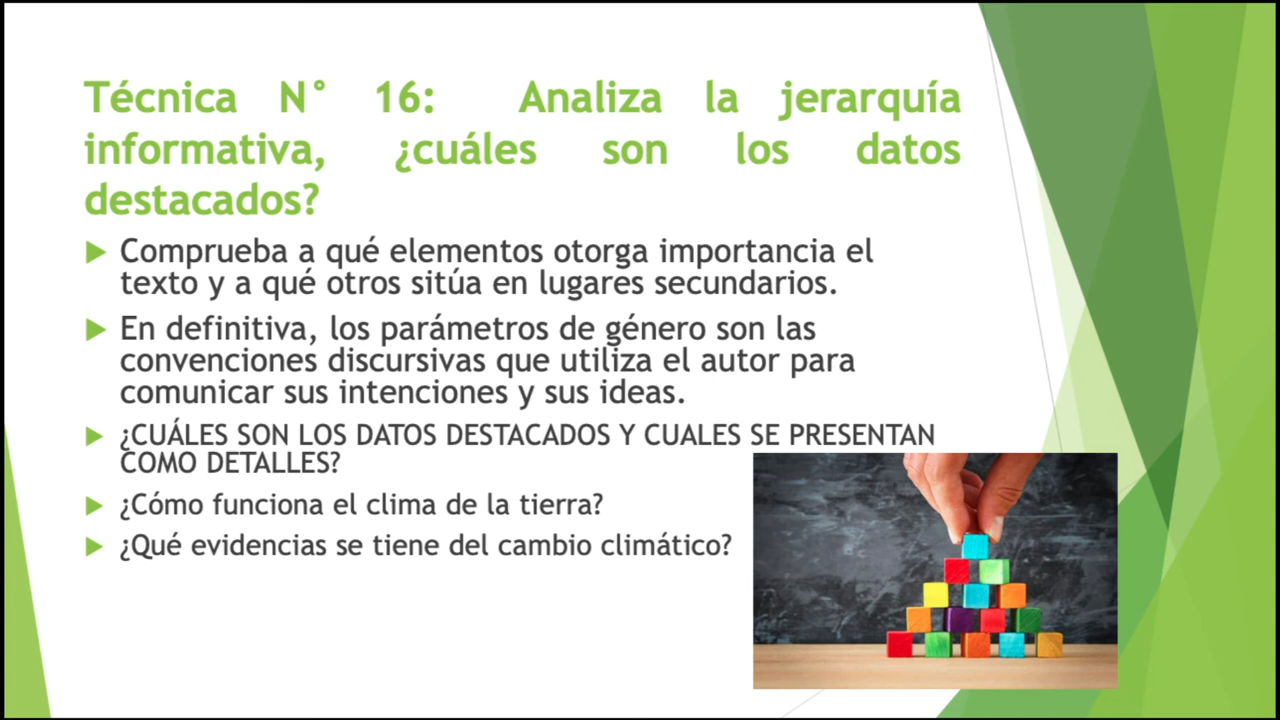 Técnica N° 16: Analiza la jerarquía
informativa, ¿cuáles son los datos
destacados?
Comprueba a qué elementos otorga importancia el
texto y a qué otros sitúa en lugares secundarios.
En definitiva, los parámetros de género son las
convenciones discursivas que utiliza el autor para
comunicar sus intenciones y sus ideas.
¿CUÁLES SON LOS DATOS DESTACADOS Y CUALES SE PRESENTAN
COMO DETALLES?
¿Cómo funciona el clima de la tierra?
¿Qué evidencias se tiene del cambio climático?